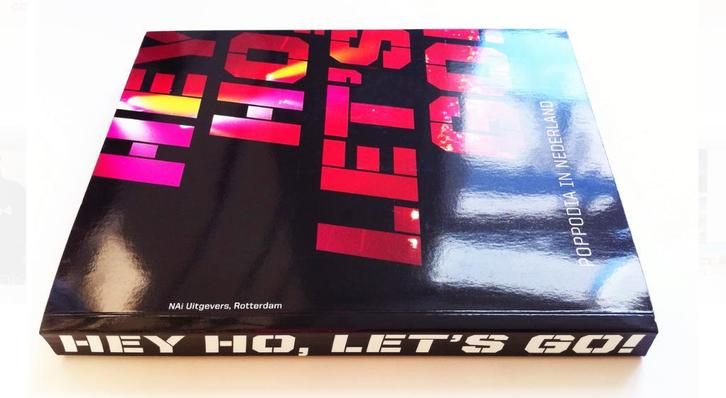 HEY
HO,
LET'S
GO!
POPPODIA IN NEDERLAND
NAi Uitgevers, Rotterdam
HEY HO, LET'S GO!